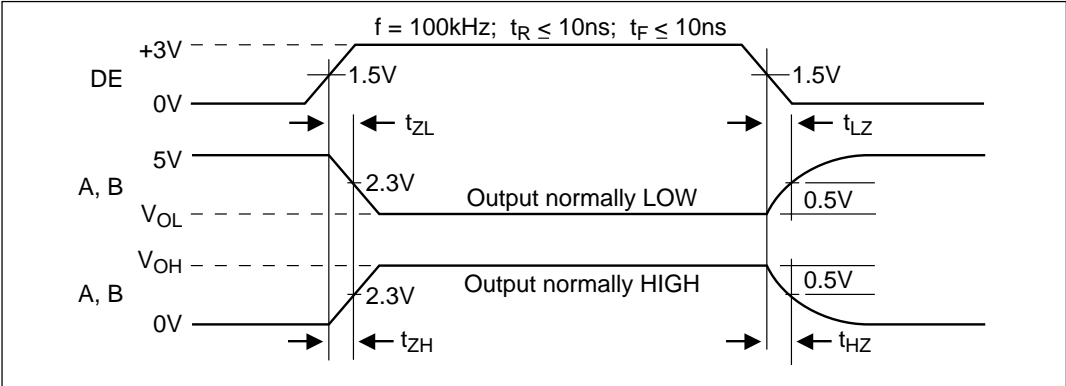 f = 100kHz; tR ≤ 10ns; tF ≤ 10ns
+3V
DE
1.5V
1.5V
0V
tZL
tLZ
5V
A, B
2.3V
Output normally LOW
0.5V
VOL
VOH
A, B
2.3V
Output normally HIGH
0.5V
0V
tZH
tHZ